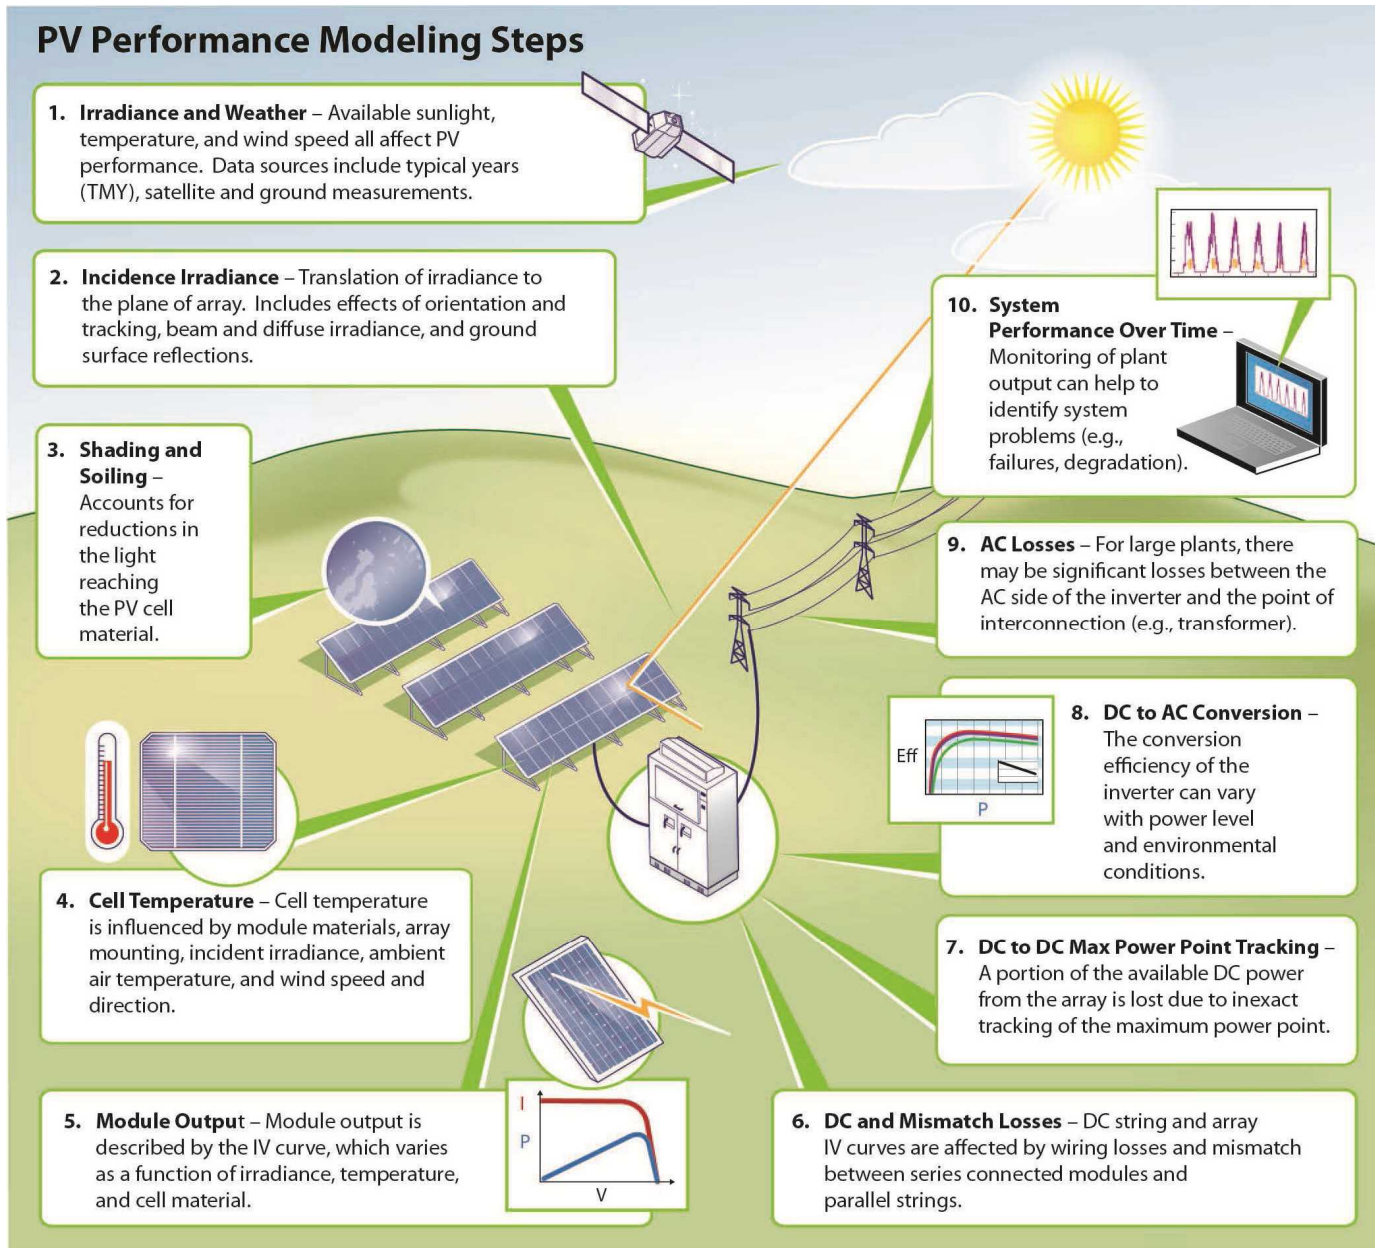 PV Performance Modeling Steps
1. Irradiance and Weather – Available sunlight,
temperature, and wind speed all affect PV
performance. Data sources include typical years
(TMY), satellite and ground measurements.
2. Incidence Irradiance – Translation of irradiance to
the plane of array. Includes effects of orientation and
tracking, beam and diffuse irradiance, and ground
surface reflections.
3. Shading and
Soiling –
Accounts for
reductions in
the light
reaching
the PV cell
material.
4. Cell Temperature – Cell temperature
is influenced by module materials, array
mounting, incident irradiance, ambient
air temperature, and wind speed and
direction.
5. Module Output – Module output is
described by the IV curve, which varies
as a function of irradiance, temperature,
and cell material.
I
P
V
6. DC and Mismatch Losses – DC string and array
IV curves are affected by wiring losses and mismatch
between series connected modules and
parallel strings.
7. DC to DC Max Power Point Tracking –
A portion of the available DC power
from the array is lost due to inexact
tracking of the maximum power point.
8. DC to AC Conversion –
The conversion
efficiency of the
inverter can vary
with power level
and environmental
conditions.
Eff
P
9. AC Losses – For large plants, there
may be significant losses between the
AC side of the inverter and the point of
interconnection (e.g., transformer).
10. System
Performance Over Time –
Monitoring of plant
output can help to
identify system
problems (e.g.,
failures, degradation).